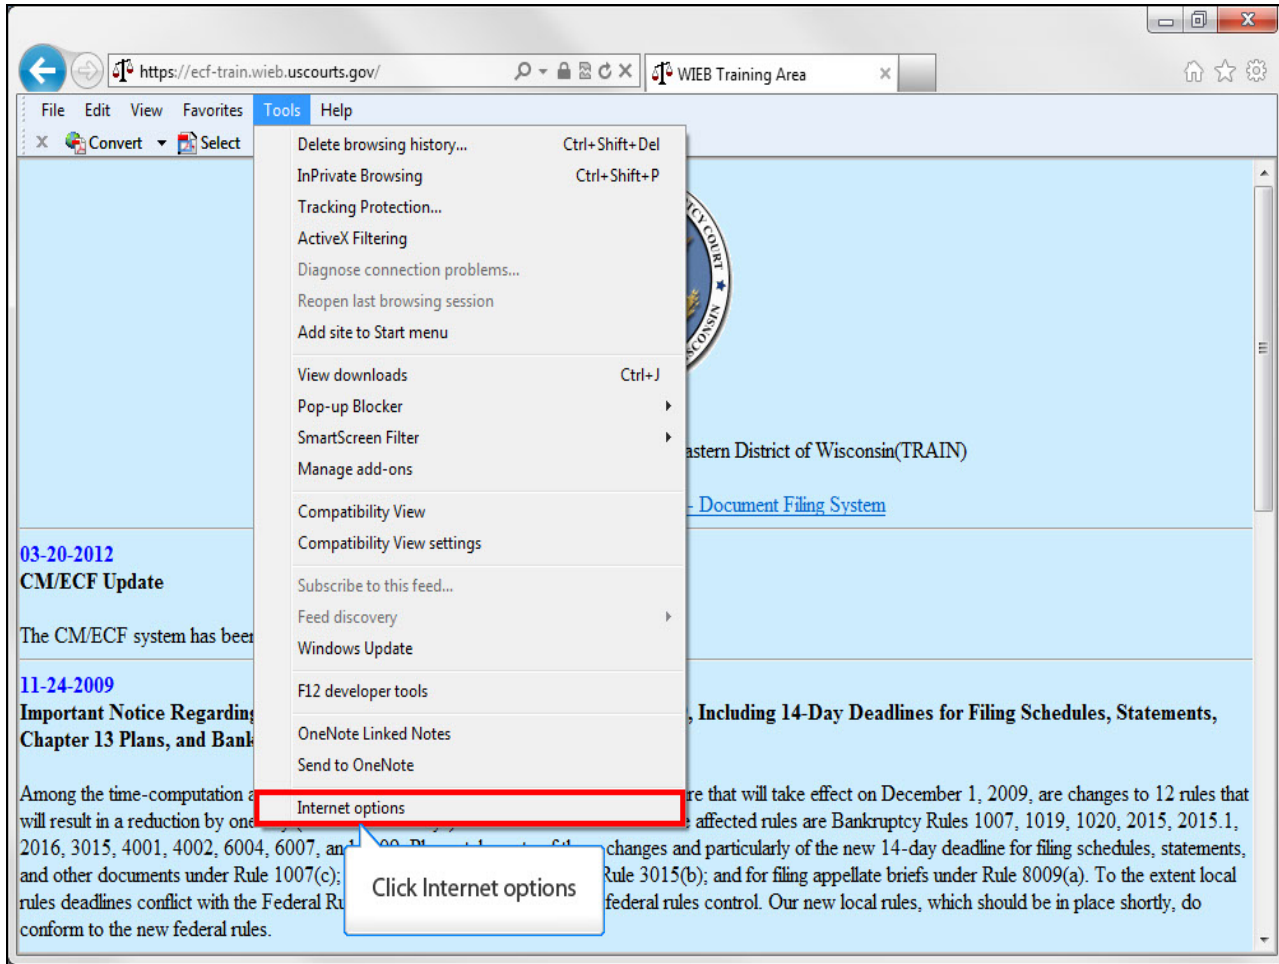 https://ecf-train.wieb.uscourts.gov/
WIEB Training Area
File Edit View Favorites Tools Help
Convert Select
Delete browsing history... Ctrl+Shift+Del
InPrivate Browsing Ctrl+Shift+P
Tracking Protection...
ActiveX Filtering
Diagnose connection problems...
Reopen last browsing session
Add site to Start menu
View downloads Ctrl+J
Pop-up Blocker
SmartScreen Filter
Manage add-ons
Compatibility View
Compatibility View settings
Subscribe to this feed...
Feed discovery
Windows Update
F12 developer tools
OneNote Linked Notes
Send to OneNote
Internet options
Click Internet options
COURT
astern District of Wisconsin(TRAIN)
- Document Filing System
03-20-2012
CM/ECF Update
The CM/ECF system has been
11-24-2009
Important Notice Regarding , Including 14-Day Deadlines for Filing Schedules, Statements,
Chapter 13 Plans, and Bank
Among the time-computation a re that will take effect on December 1, 2009, are changes to 12 rules that
will result in a reduction by one affected rules are Bankruptcy Rules 1007, 1019, 1020, 2015, 2015.1,
2016, 3015, 4001, 4002, 6004, 6007, an changes and particularly of the new 14-day deadline for filing schedules, statements,
and other documents under Rule 1007(c); Rule 3015(b); and for filing appellate briefs under Rule 8009(a). To the extent local
rules deadlines conflict with the Federal Ru federal rules control. Our new local rules, which should be in place shortly, do
conform to the new federal rules.